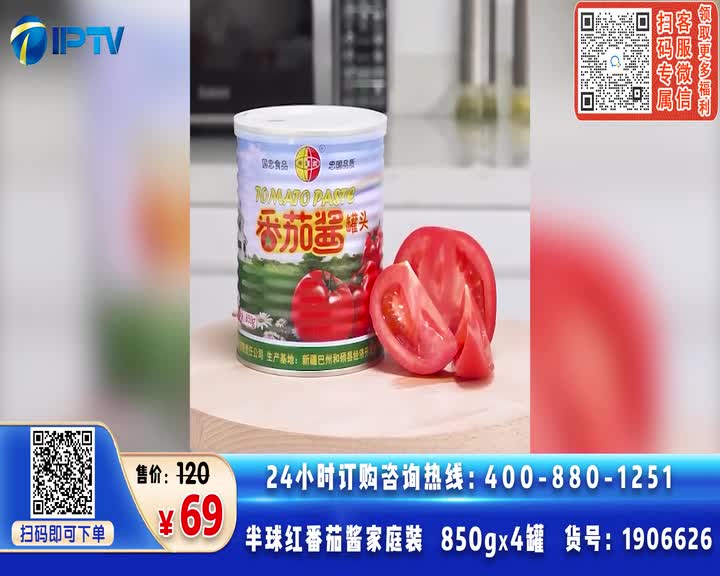 IPTV
扫码专属
客服微信
领取更多福利
国忠食品 忠国品质
TOMATO PASTE
番茄酱罐头
责任公司 生产基地：新疆巴州和硕县经济开
售价：120
¥69
扫码即可下单
24小时订购咨询热线：400-880-1251
半球红番茄酱家庭装 850gx4罐 货号：1906626